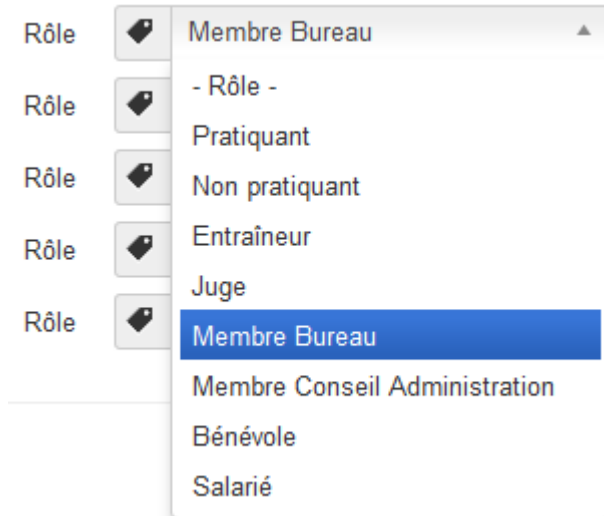 Rôle Membre Bureau
- Rôle -
Rôle
Pratiquant
Rôle Non pratiquant
Rôle Entraîneur
Juge
Rôle Membre Bureau
Membre Conseil Administration
Bénévole
Salarié